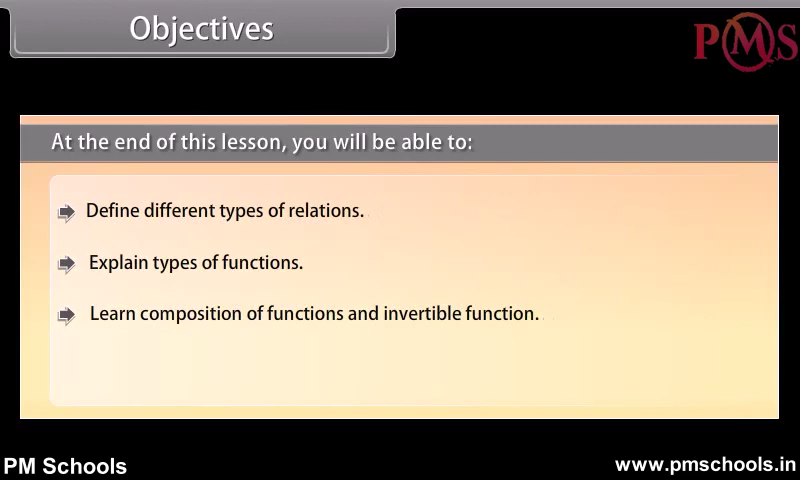 Objectives
PMS
At the end of this lesson, you will be able to:
Define different types of relations.
Explain types of functions.
Learn composition of functions and invertible function.
PM Schools
www.pmschools.in